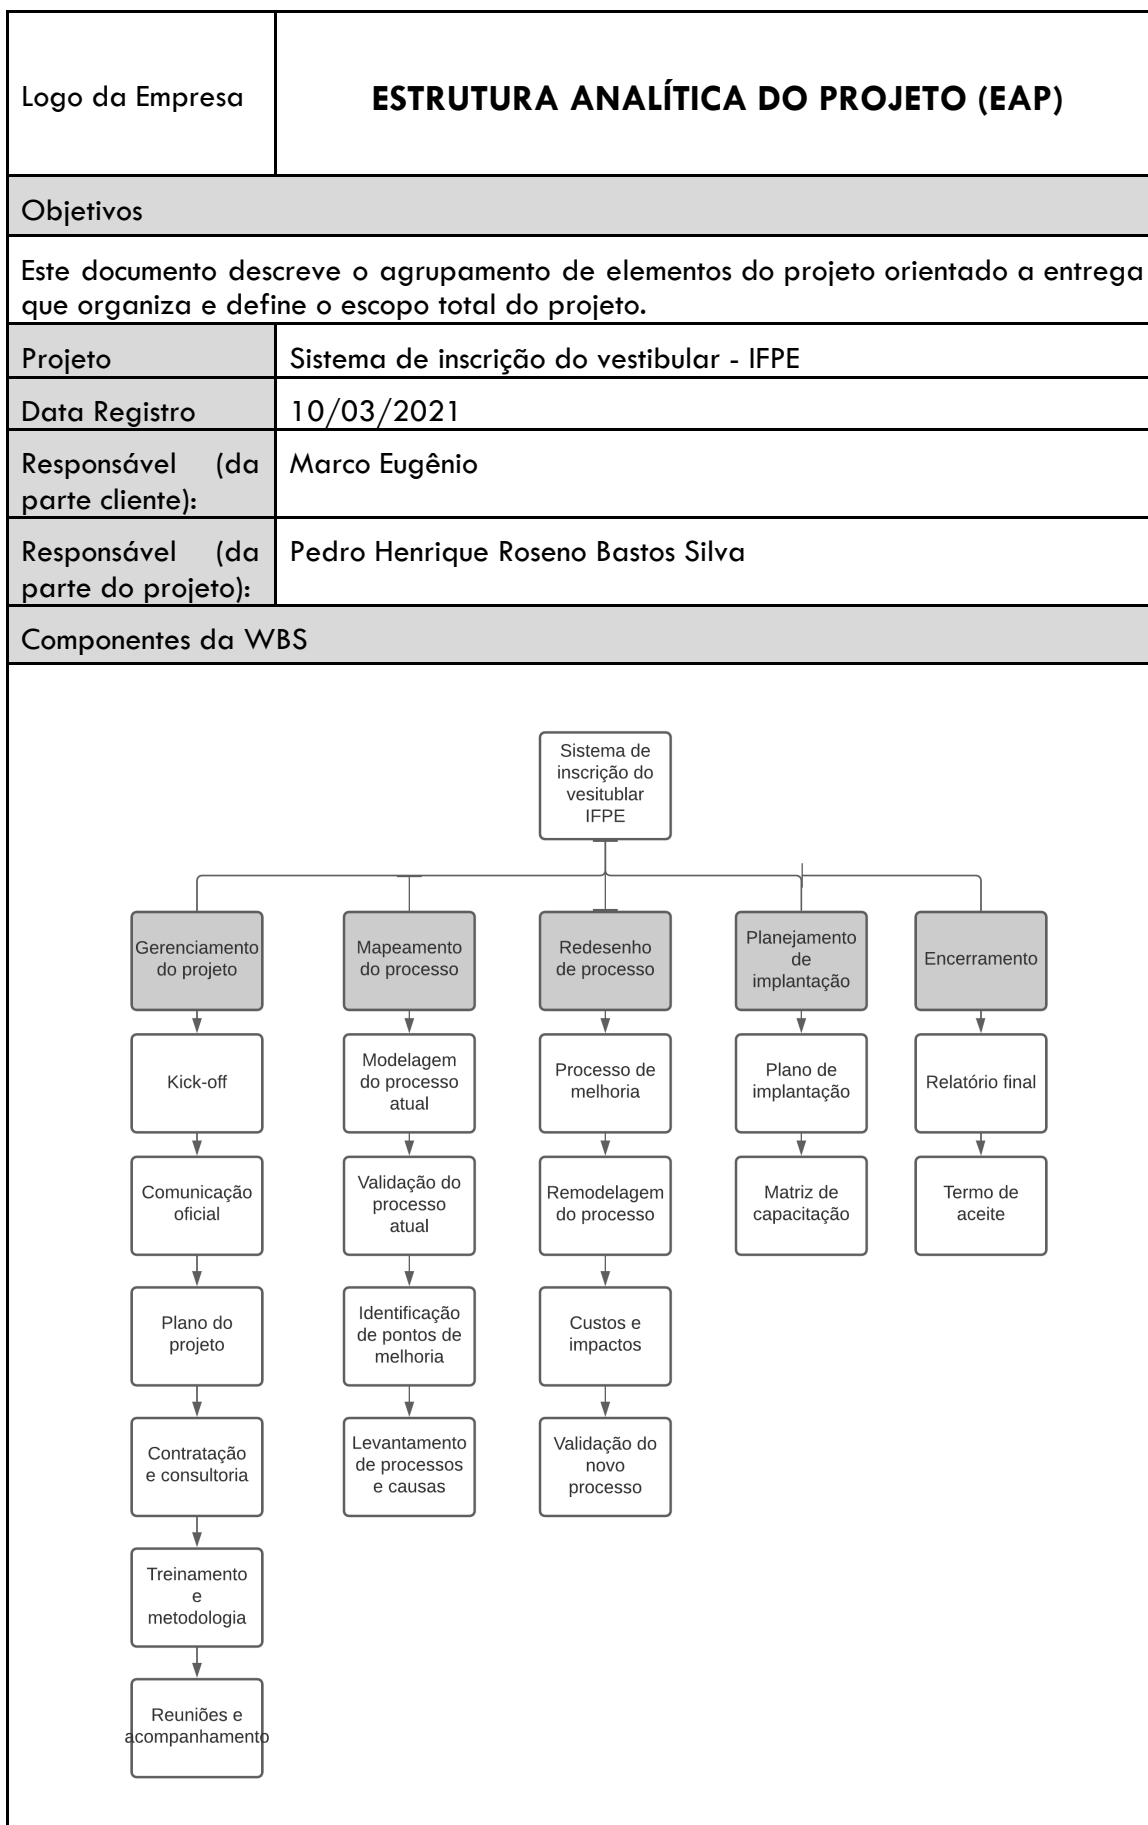 Logo da Empresa
ESTRUTURA ANALÍTICA DO PROJETO (EAP)
Objetivos
Este documento descreve o agrupamento de elementos do projeto orientado a entrega
que organiza e define o escopo total do projeto.
Projeto
Sistema de inscrição do vestibular - IFPE
Data Registro
10/03/2021
Responsável (da
parte cliente):
Marco Eugênio
Responsável (da
parte do projeto):
Pedro Henrique Roseno Bastos Silva
Componentes da WBS
Sistema de
inscrição do
vesitublar
IFPE
Gerenciamento
do projeto
Kick-off
Comunicação
oficial
Plano do
projeto
Contratação
e consultoria
Treinamento
e
metodologia
Reuniões e
acompanhamento
Mapeamento
do processo
Modelagem
do processo
atual
Validação do
processo
atual
Identificação
de pontos de
melhoria
Levantamento
de processos
e causas
Redesenho
de processo
Processo de
melhoria
Remodelagem
do processo
Custos e
impactos
Validação do
novo
processo
Planejamento
de
implantação
Plano de
implantação
Matriz de
capacitação
Encerramento
Relatório final
Termo de
aceite